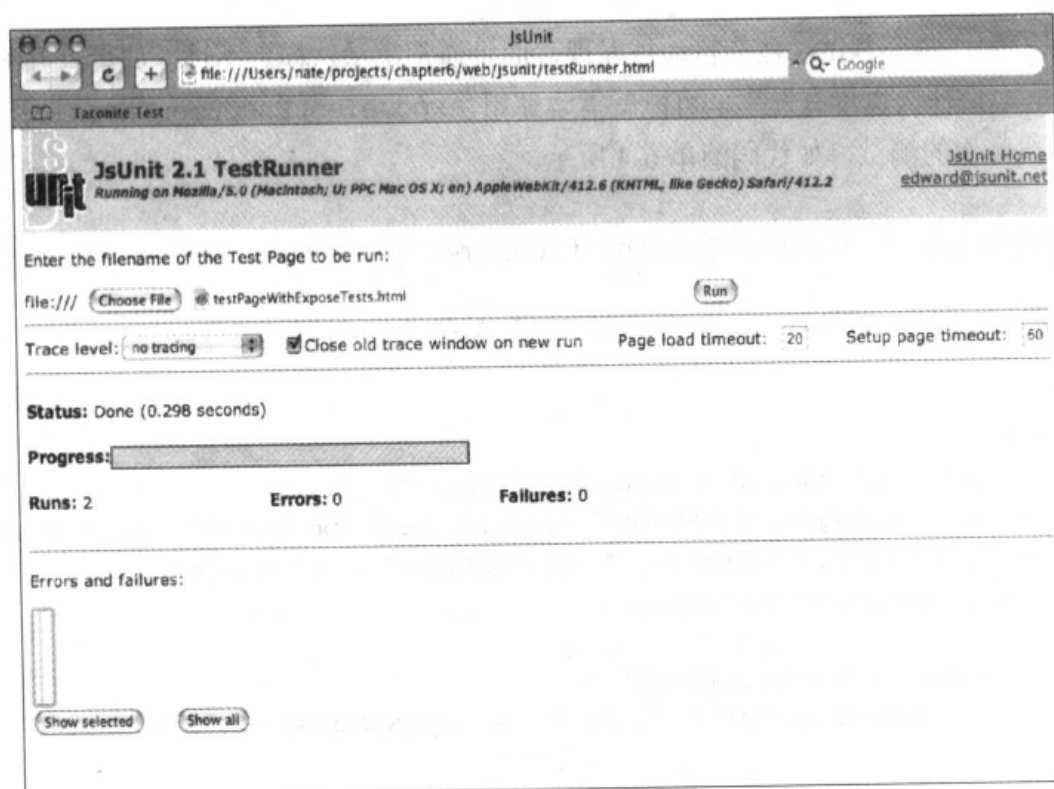 JsUnit
file:///Users/nate/projects/chapter6/web/jsunit/testRunner.html
Q- Google
Taconite Test
JS
unit
JsUnit 2.1 TestRunner
JsUnit Home
Running on Mozilla/5.0 (Macintosh; U; PPC Mac OS X; en) AppleWebKit/412.6 (KHTML, like Gecko) Safari/412.2
edward@jsunit.net
Enter the filename of the Test Page to be run:
file:/// Choose File testPageWithExposeTests.html Run
Trace level: no tracing Close old trace window on new run Page load timeout: 20 Setup page timeout: 60
Status: Done (0.298 seconds)
Progress:
Runs: 2 Errors: 0 Failures: 0
Errors and failures:
Show selected Show all